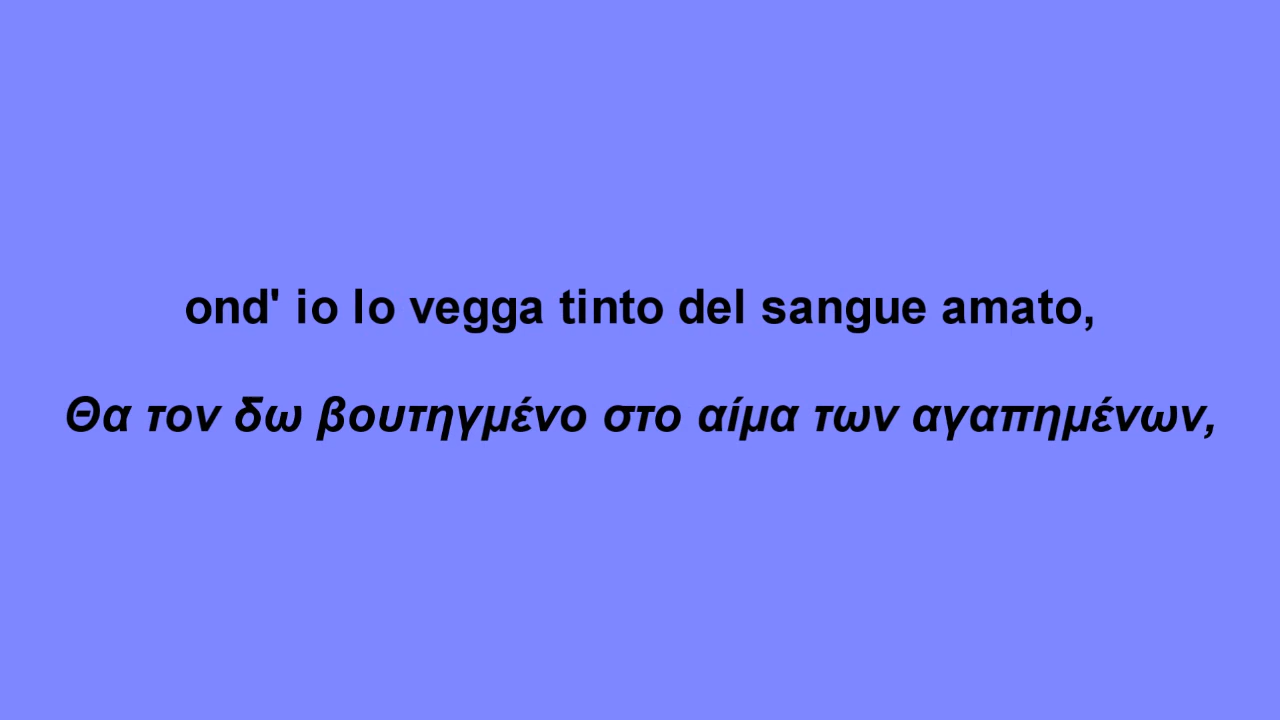 ond' io lo vegga tinto del sangue amato,
Θα τον δω βουτηγμένο στο αίμα των αγαπημένων,